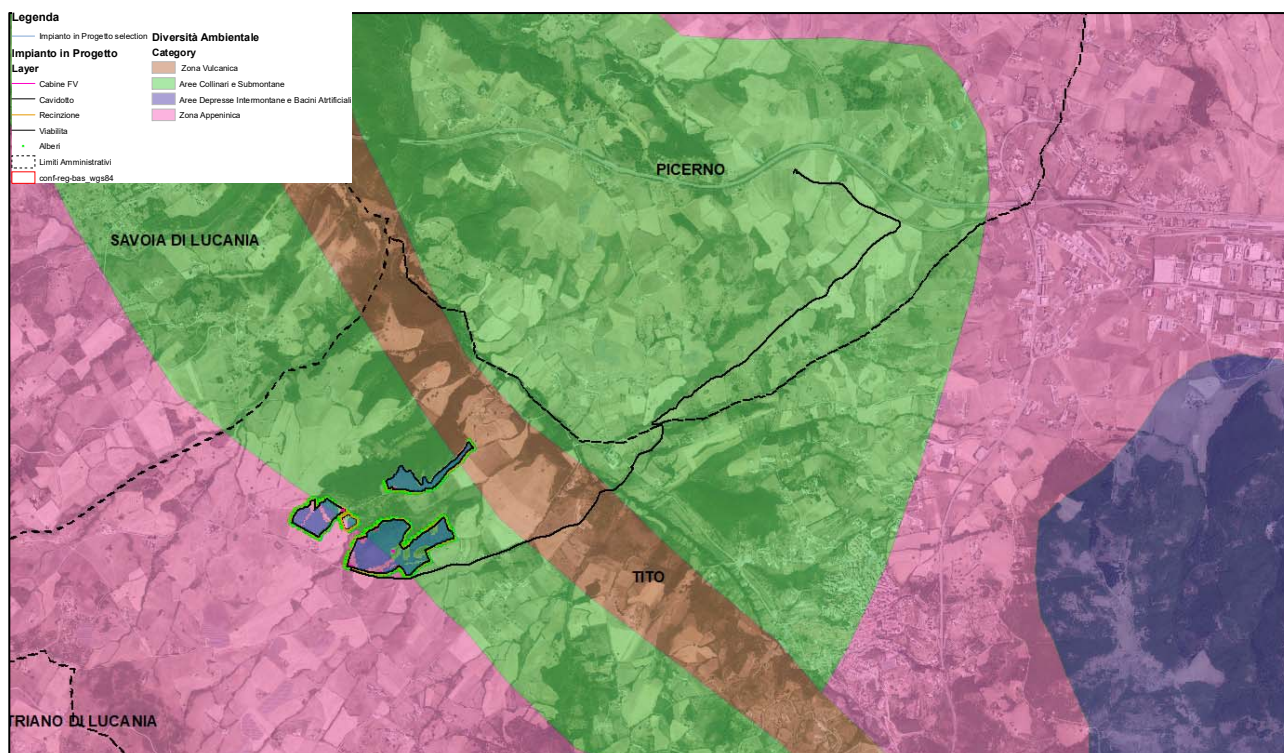 Legenda
Impianto in Progetto selection
Impianto in Progetto
Layer
Cabine FV
Cavidotto
Recinzione
Viabilita
Alberi
Limiti Amministrativi
conf-reg-bas_wgs84
Diversità Ambientale
Category
Zona Vulcanica
Aree Collinari e Submontane
Aree Depresse Intermontane e Bacini Atrtificiali
Zona Appeninica
PICERNO
SAVOIA DI LUCANIA
TITO
TRIANO DI LUCANIA